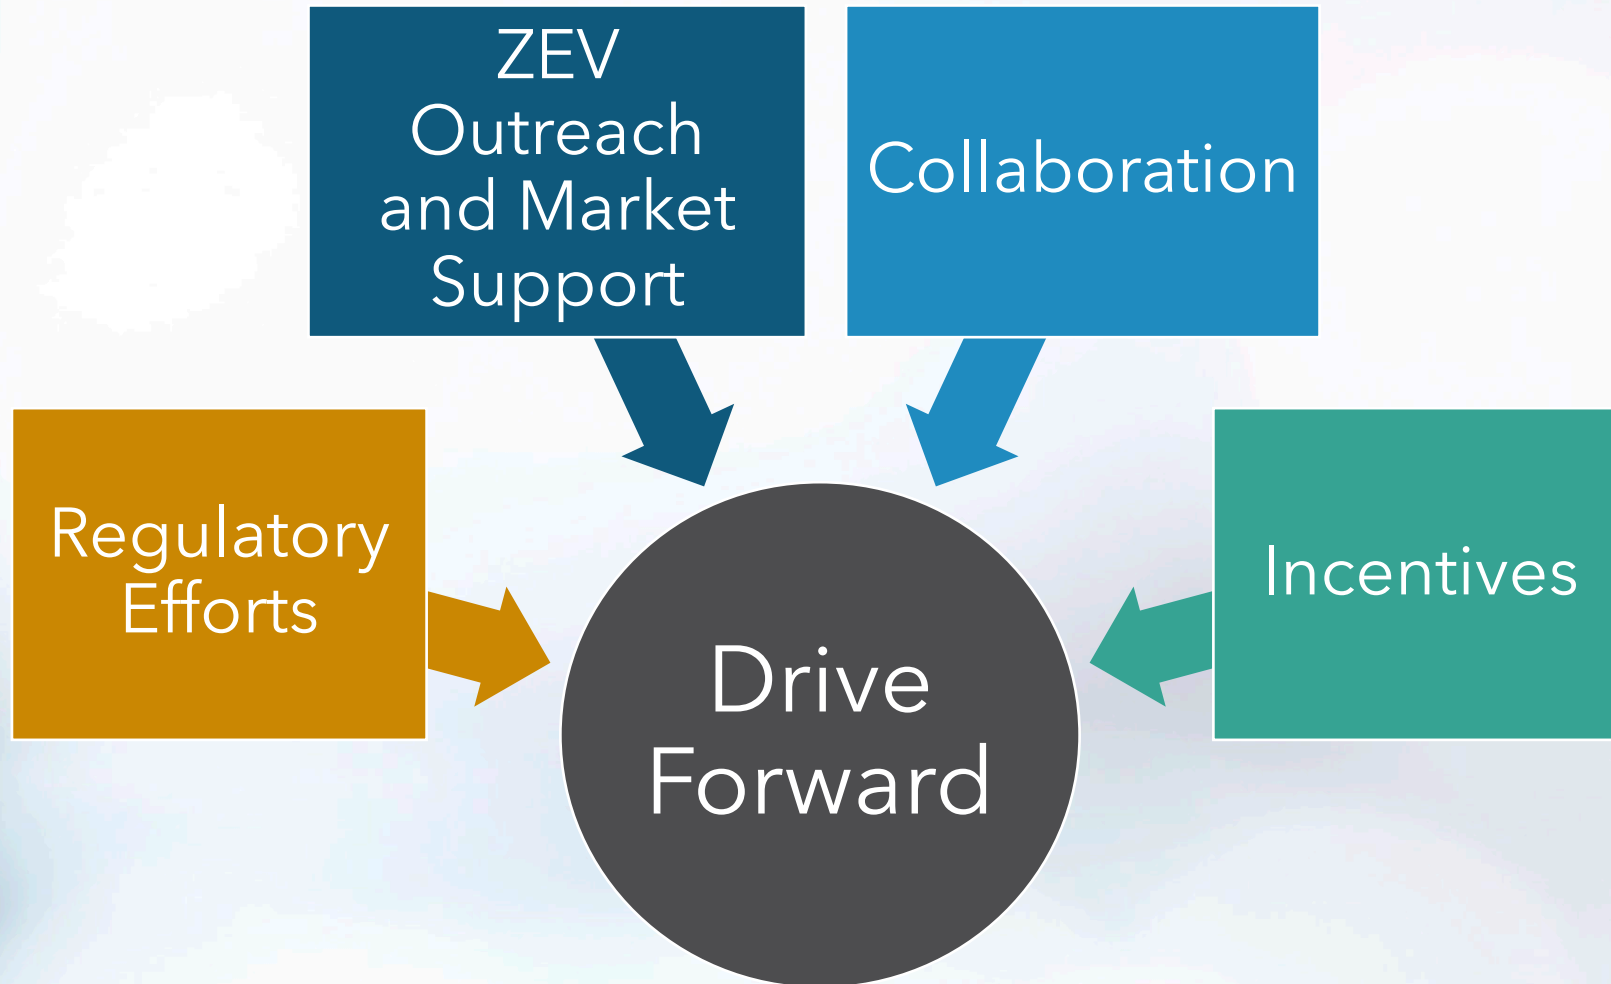 ZEV
Outreach
and Market
Support
Collaboration
Regulatory
Efforts
Incentives
Drive
Forward